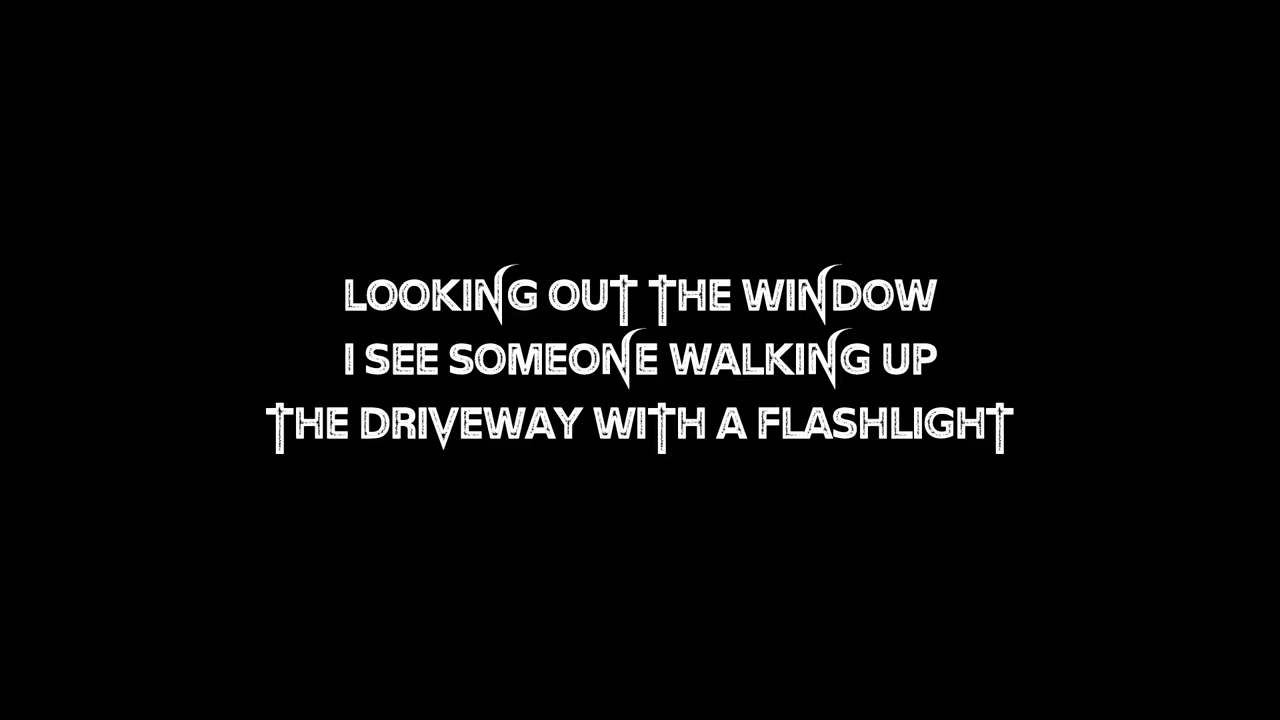 LOOKING OUT THE WINDOW
I SEE SOMEONE WALKING UP
THE DRIVEWAY WITH A FLASHLIGHT